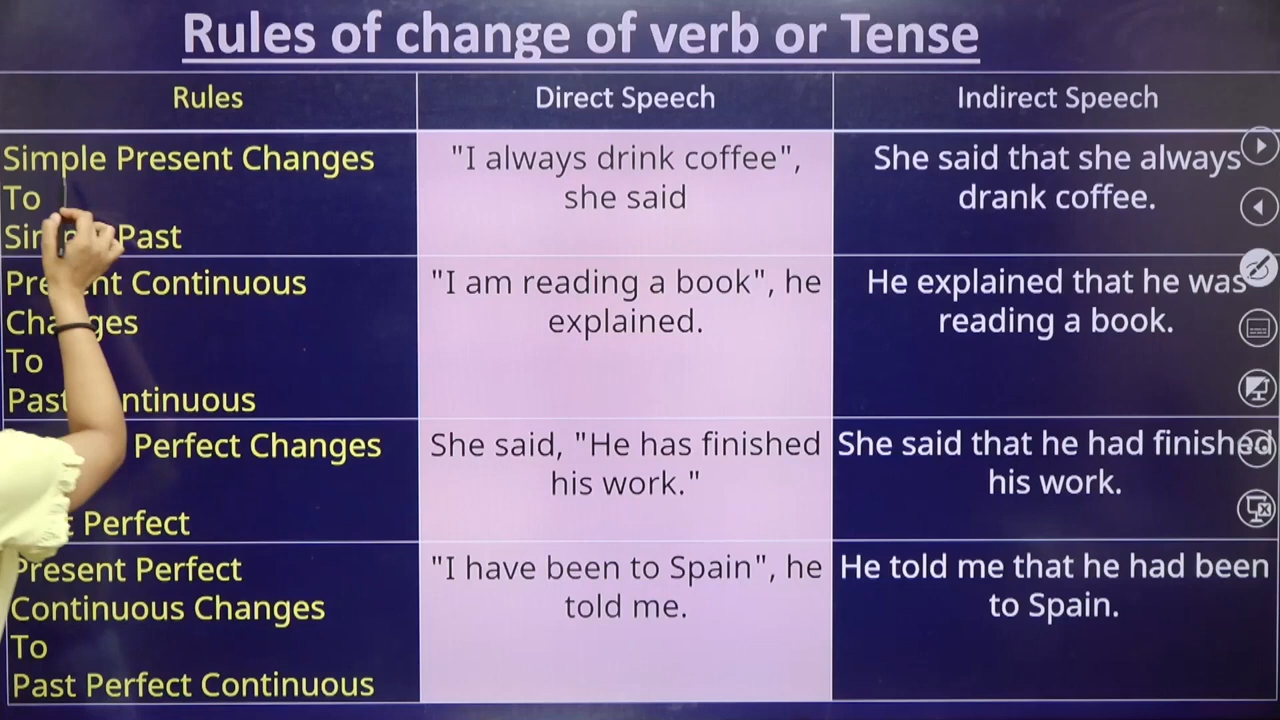 Rules of change of verb or Tense
Rules
Direct Speech
Indirect Speech
Simple Present Changes
To
Simple Past
"I always drink coffee",
she said
She said that she always
drank coffee.
Present Continuous
Changes
To
Past Continuous
"I am reading a book", he
explained.
He explained that he was
reading a book.
Perfect Changes
Perfect
She said, "He has finished
his work."
She said that he had finished
his work.
Present Perfect
Continuous Changes
To
Past Perfect Continuous
"I have been to Spain", he
told me.
He told me that he had been
to Spain.